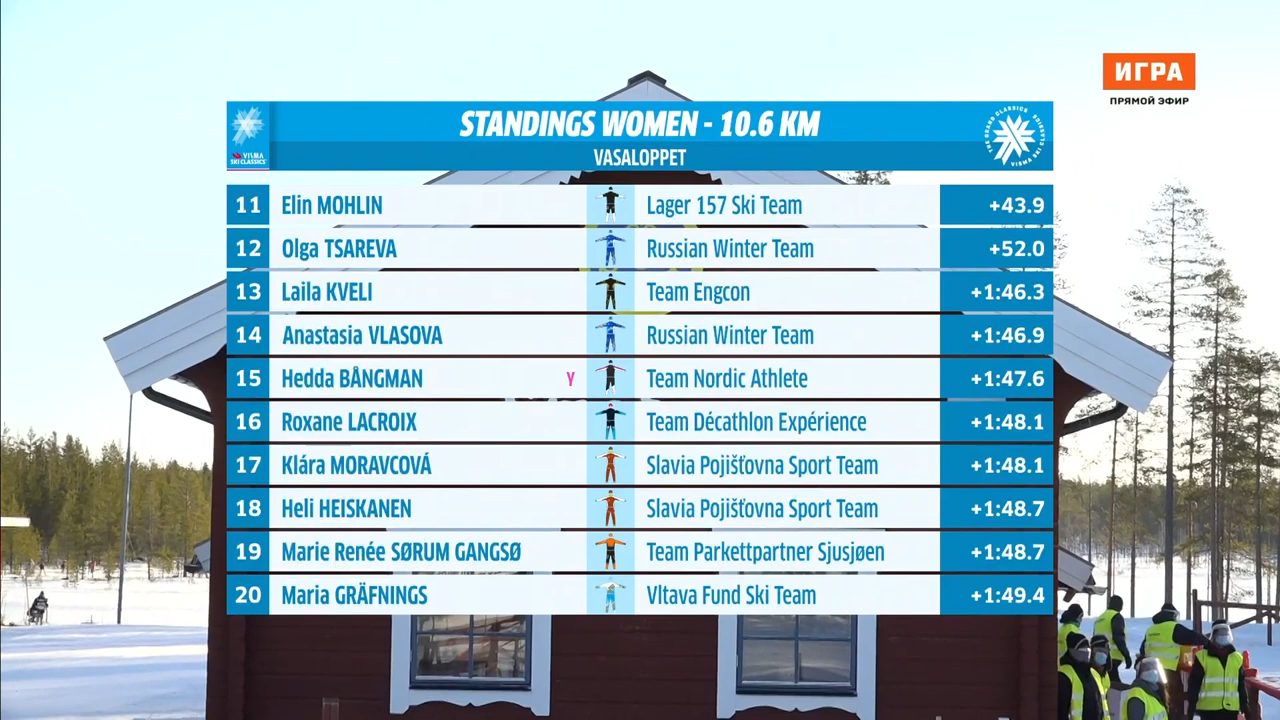 ИГРА
ПРЯМОЙ ЭФИР
STANDINGS WOMEN - 10.6 KM
VASALOPPET
VISMA
SKI CLASSICS
11 Elin MOHLIN Lager 157 Ski Team +43.9
12 Olga TSAREVA Russian Winter Team +52.0
13 Laila KVELI Team Engcon +1:46.3
14 Anastasia VLASOVA Russian Winter Team +1:46.9
15 Hedda BÅNGMAN Y Team Nordic Athlete +1:47.6
16 Roxane LACROIX Team Décathlon Expérience +1:48.1
17 Klára MORAVCOVÁ Slavia Pojišťovna Sport Team +1:48.1
18 Heli HEISKANEN Slavia Pojišťovna Sport Team +1:48.7
19 Marie Renée SØRUM GANGSØ Team Parkettpartner Sjusjøen +1:48.7
20 Maria GRÄFNINGS Vltava Fund Ski Team +1:49.4